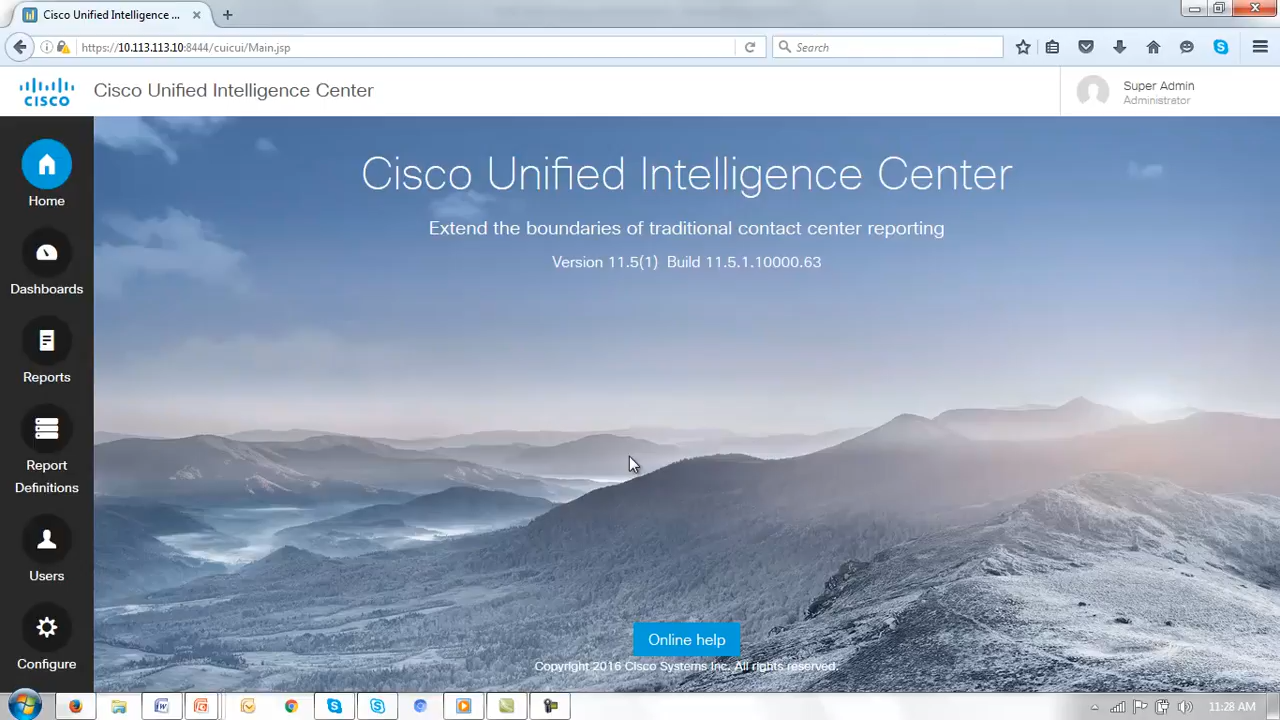 Cisco Unified Intelligence ...
https://10.113.113.10:8444/cuicui/Main.jsp
Search
CISCO
Cisco Unified Intelligence Center
Super Admin
Administrator
Home
Dashboards
Reports
Report
Definitions
Users
Configure
Cisco Unified Intelligence Center
Extend the boundaries of traditional contact center reporting
Version 11.5(1) Build 11.5.1.10000.63
Online help
Copyright 2016 Cisco Systems Inc. All rights reserved.
11:28 AM